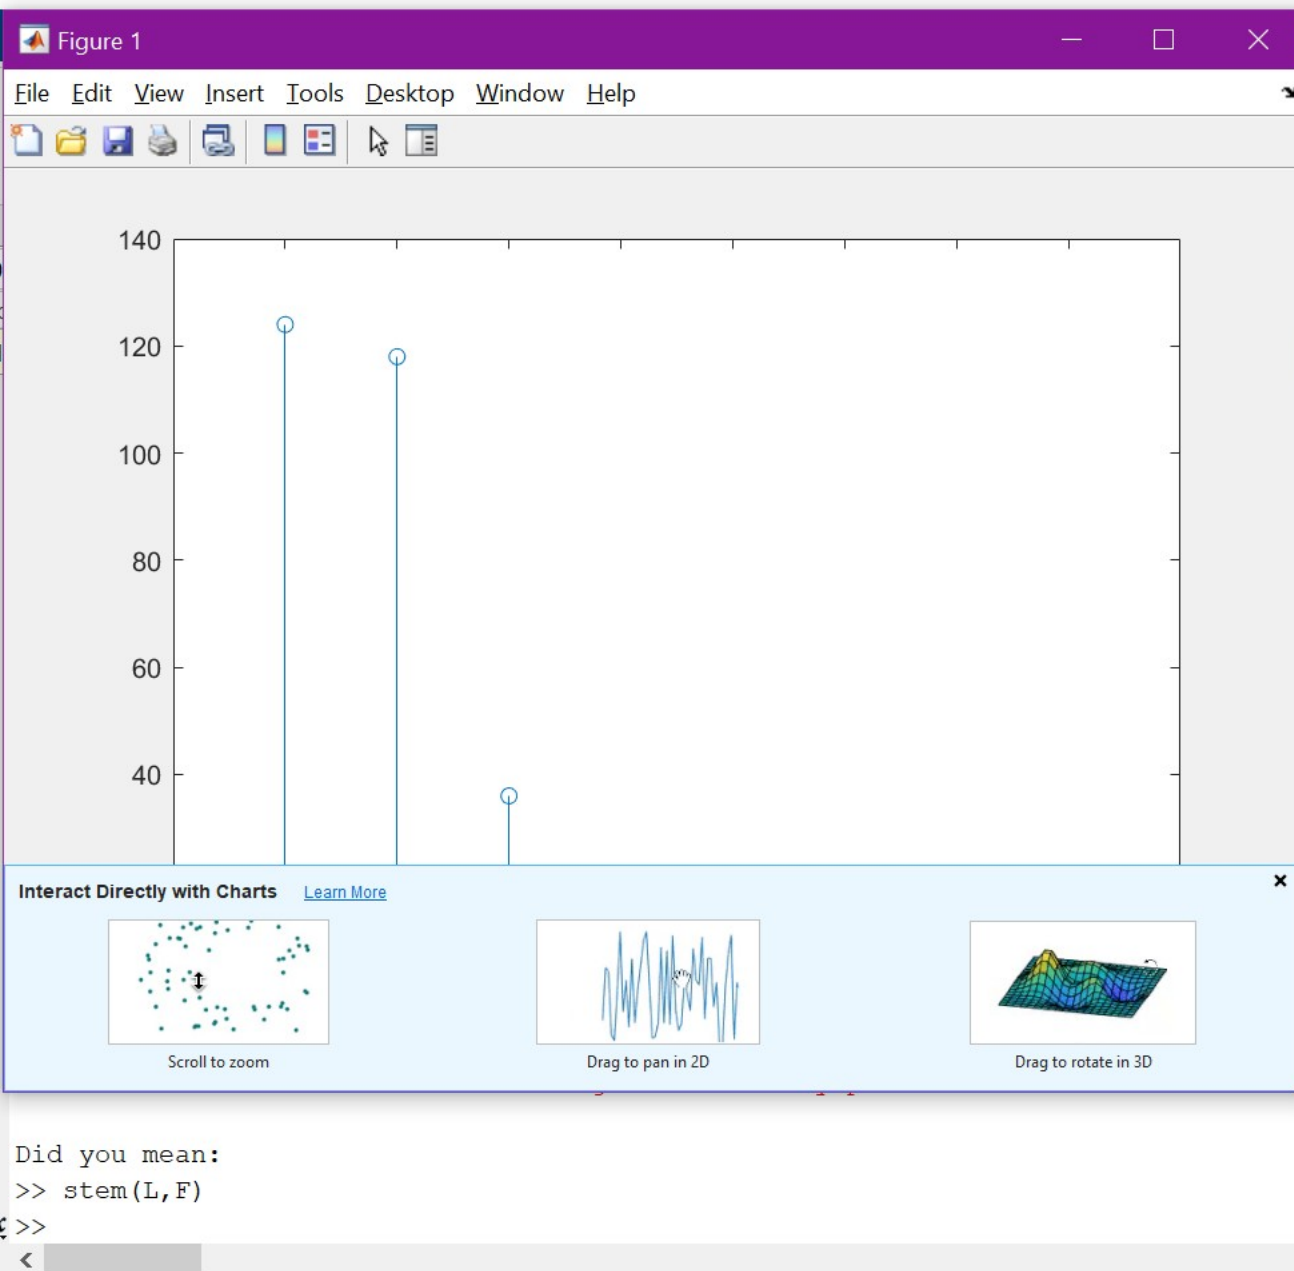 Figure 1
File Edit View Insert Tools Desktop Window Help
140
120
100
80
60
40
Interact Directly with Charts Learn More
Scroll to zoom
Drag to pan in 2D
Drag to rotate in 3D
Did you mean:
>> stem(L,F)
>>